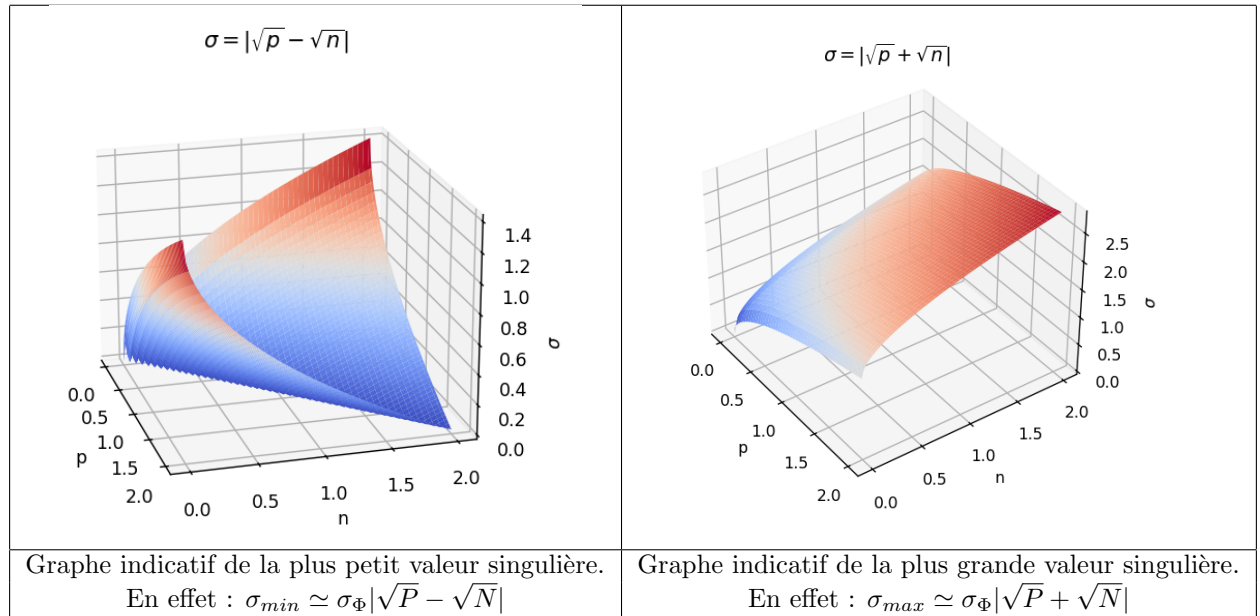 σ = |√p − √n|
1.4
1.2
1.0
0.8
0.6
0.4
0.2
0.0
σ
0.0
0.5
1.0
1.5
2.0
p
0.0
0.5
1.0
1.5
2.0
n
Graphe indicatif de la plus petit valeur singulière.
En effet : σ_min ≃ σ_Φ|√P − √N|
σ = |√p + √n|
2.5
2.0
1.5
1.0
0.5
0.0
σ
0.0
0.5
1.0
1.5
2.0
p
0.0
0.5
1.0
1.5
2.0
n
Graphe indicatif de la plus grande valeur singulière.
En effet : σ_max ≃ σ_Φ|√P + √N|